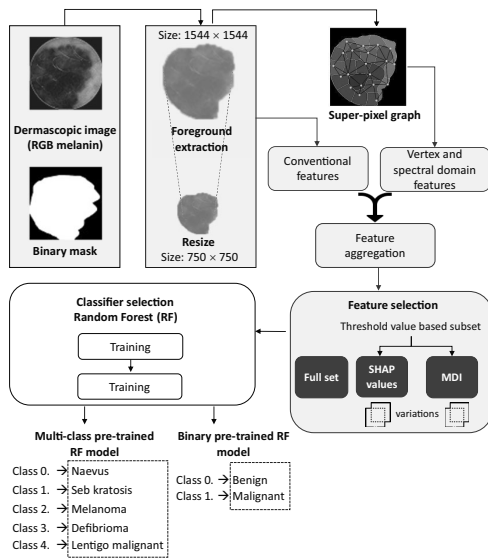 Size: 1544 × 1544
Dermascopic image
(RGB melanin)
Binary mask
Foreground
extraction
Resize
Size: 750 × 750
Super-pixel graph
Conventional
features
Vertex and
spectral domain
features
Feature
aggregation
Feature selection
Threshold value based subset
Full set
SHAP
values
MDI
variations
Classifier selection
Random Forest (RF)
Training
Training
Multi-class pre-trained
RF model
Class 0. → Naevus
Class 1. → Seb kratosis
Class 2. → Melanoma
Class 3. → Defibrioma
Class 4. → Lentigo malignant
Binary pre-trained RF
model
Class 0. → Benign
Class 1. → Malignant